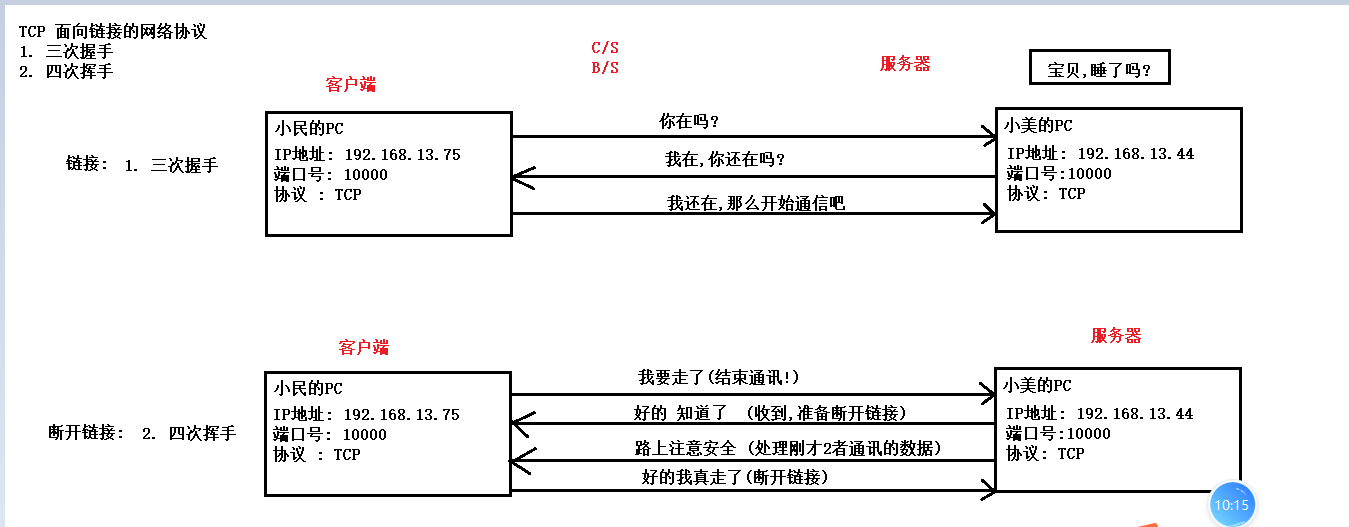 TCP 面向链接的网络协议
1. 三次握手
2. 四次挥手
C/S
B/S
客户端
服务器
宝贝,睡了吗?
链接: 1. 三次握手
小民的PC
IP地址: 192.168.13.75
端口号: 10000
协议 : TCP
你在吗?
我在,你还在吗?
我还在,那么开始通信吧
小美的PC
IP地址: 192.168.13.44
端口号:10000
协议: TCP
客户端
服务器
断开链接: 2. 四次挥手
小民的PC
IP地址: 192.168.13.75
端口号: 10000
协议 : TCP
我要走了(结束通讯!)
好的 知道了 (收到,准备断开链接)
路上注意安全 (处理刚才2者通讯的数据)
好的我真走了(断开链接)
小美的PC
IP地址: 192.168.13.44
端口号:10000
协议: TCP
10:15